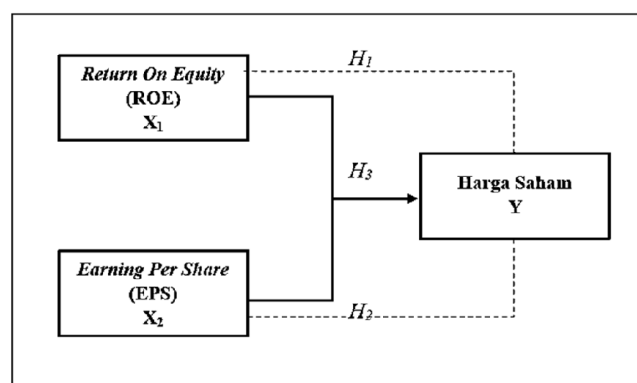 Return On Equity
(ROE)
X₁
H₁
H₃
Harga Saham
Y
Earning Per Share
(EPS)
X₂
H₂